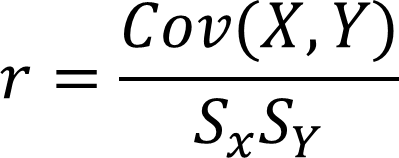 r = Cov(X, Y) / S_x S_Y